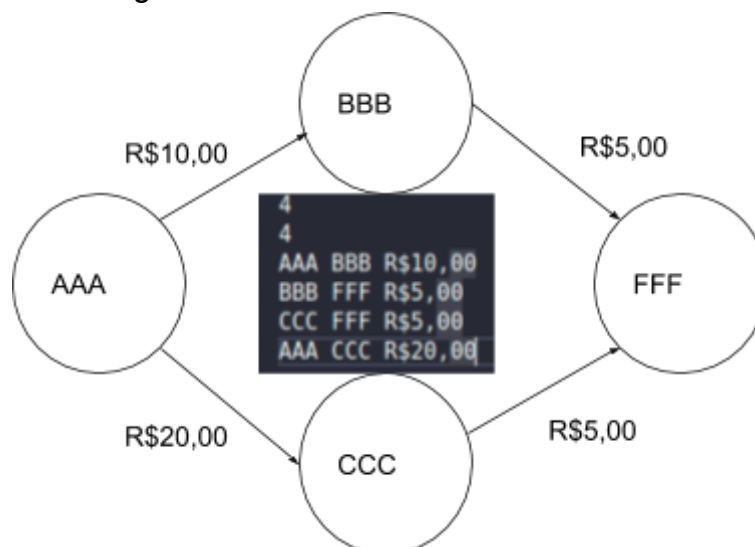 g
BBB
R$10,00
R$5,00
4
4
AAA BBB R$10,00
BBB FFF R$5,00
CCC FFF R$5,00
AAA CCC R$20,00
AAA
FFF
R$20,00
R$5,00
CCC